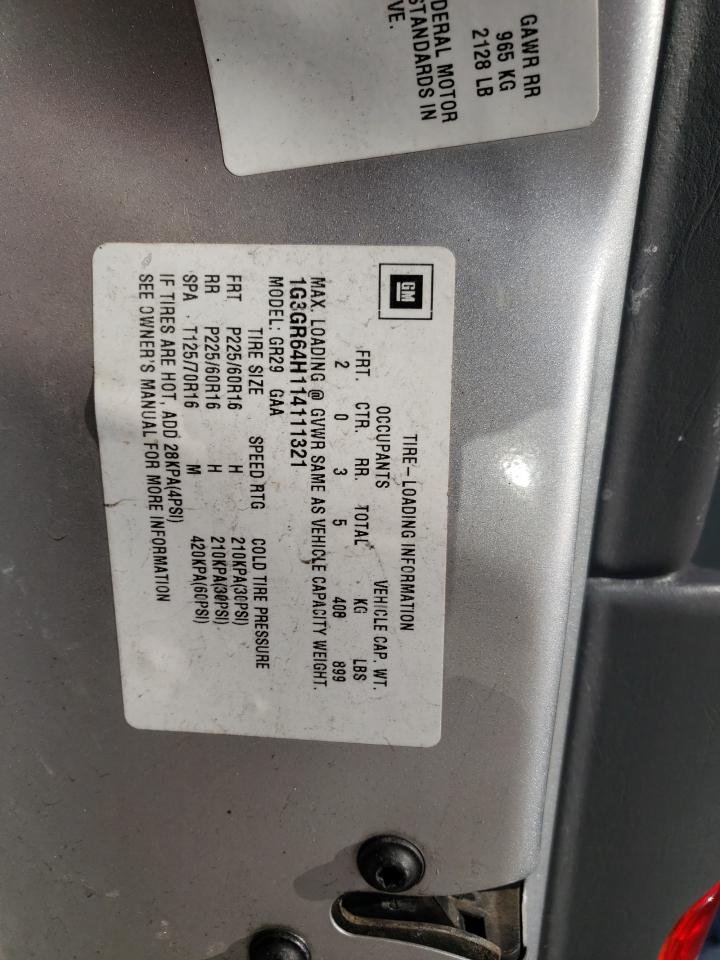 GAWR RR
965 KG
2128 LB
DERAL MOTOR
STANDARDS IN
VE.
GM
TIRE-LOADING INFORMATION
OCCUPANTS VEHICLE CAP. WT.
FRT. CTR. RR. TOTAL KG LBS
2 0 3 5 408 899
MAX. LOADING @ GVWR SAME AS VEHICLE CAPACITY WEIGHT.
1G3GR64H114111321
MODEL: GR29 GAA
TIRE SIZE SPEED RTG COLD TIRE PRESSURE
FRT P225/60R16 H 210KPA(30PSI)
RR P225/60R16 H 210KPA(30PSI)
SPA T125/70R16 M 420KPA(60PSI)
IF TIRES ARE HOT, ADD 28KPA(4PSI)
SEE OWNER'S MANUAL FOR MORE INFORMATION